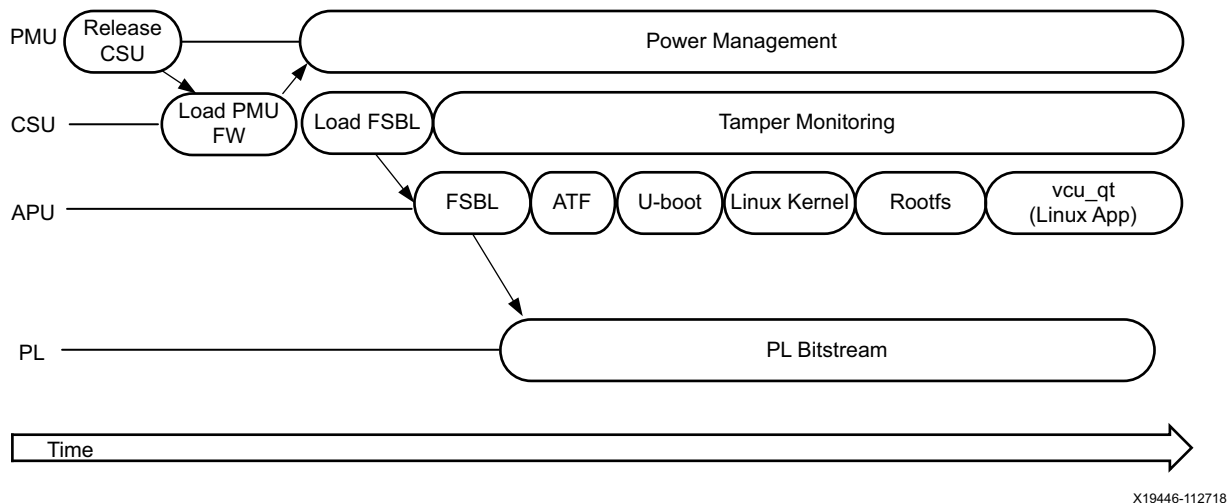 PMU
Release
CSU
Power Management
CSU
Load PMU
FW
Load FSBL
Tamper Monitoring
APU
FSBL
ATF
U-boot
Linux Kernel
Rootfs
vcu_qt
(Linux App)
PL
PL Bitstream
Time
X19446-112718